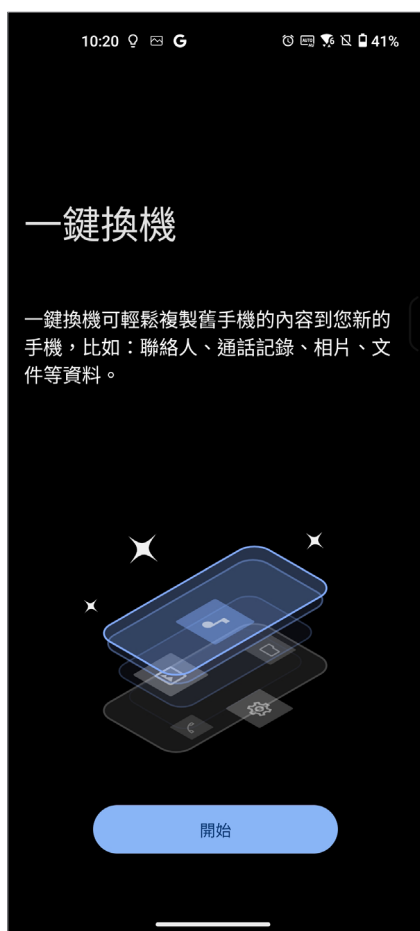 10:20 G 41%
一鍵換機
一鍵換機可輕鬆複製舊手機的內容到您新的
手機，比如：聯絡人、通話記錄、相片、文
件等資料。
開始